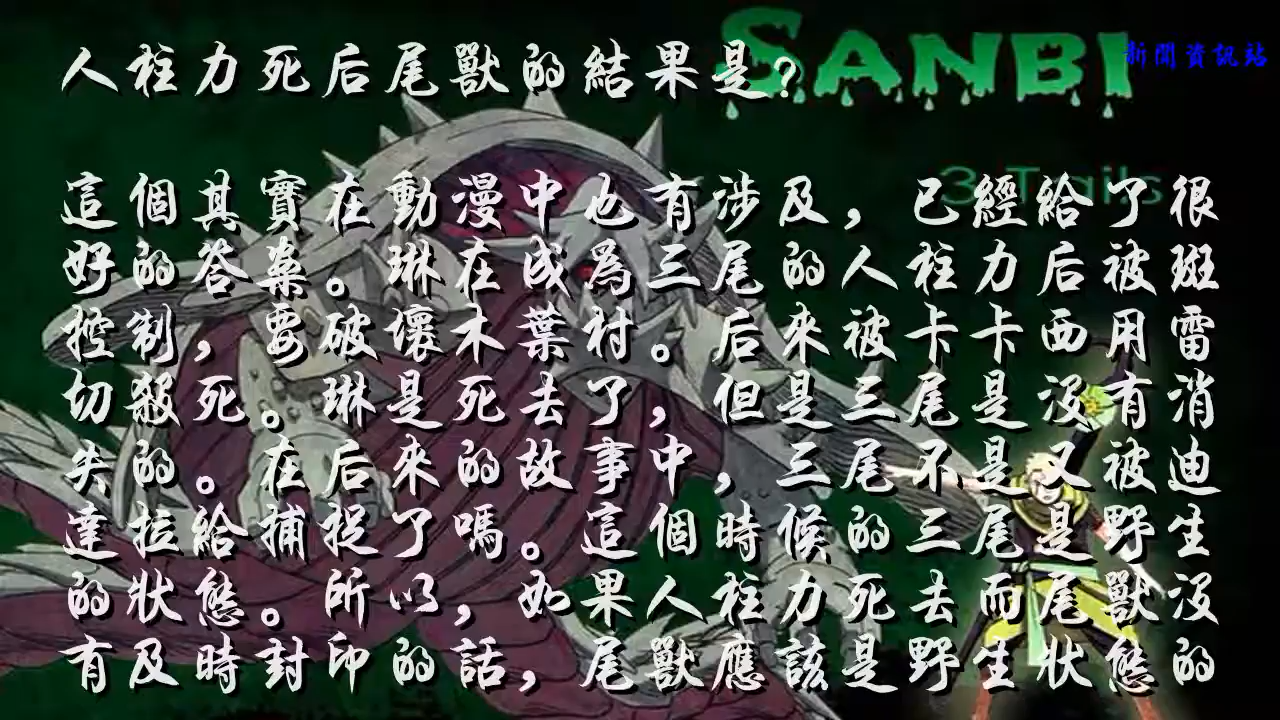 人柱力死后尾獸的結果是？
SANBI
新聞資訊站
3 Tails
這個其實在動漫中也有涉及，已經給了很
好的答案。琳在成為三尾的人柱力后被斑
控制，要破壞木葉村。后來被卡卡西用雷
切殺死。琳是死去了，但是三尾是沒有消
失的。在后來的故事中，三尾不是又被迪
達拉給捕捉了嗎。這個時候的三尾是野生
的狀態。所以，如果人柱力死去而尾獸沒
有及時封印的話，尾獸應該是野生狀態的